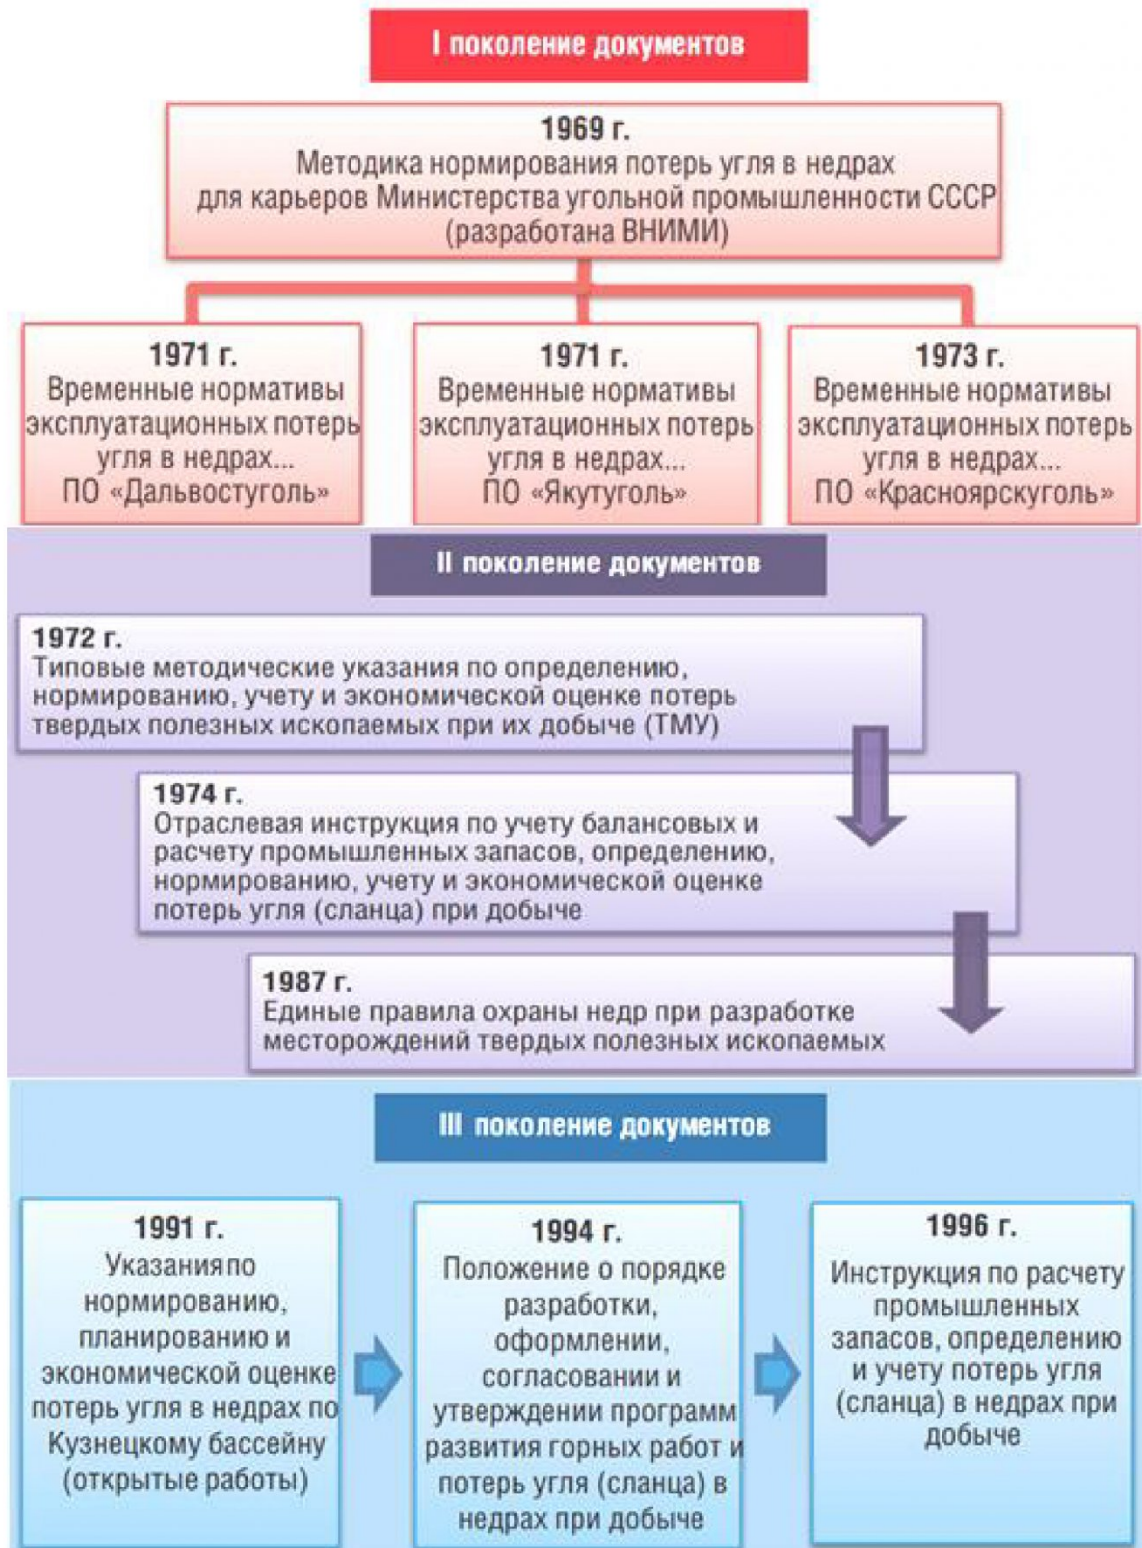 I поколение документов
1969 г.
Методика нормирования потерь угля в недрах
для карьеров Министерства угольной промышленности СССР
(разработана ВНИМИ)
1971 г.
Временные нормативы
эксплуатационных потерь
угля в недрах...
ПО «Дальвостуголь»
1971 г.
Временные нормативы
эксплуатационных потерь
угля в недрах...
ПО «Якутуголь»
1973 г.
Временные нормативы
эксплуатационных потерь
угля в недрах...
ПО «Красноярскуголь»
II поколение документов
1972 г.
Типовые методические указания по определению,
нормированию, учету и экономической оценке потерь
твердых полезных ископаемых при их добыче (ТМУ)
1974 г.
Отраслевая инструкция по учету балансовых и
расчету промышленных запасов, определению,
нормированию, учету и экономической оценке
потерь угля (сланца) при добыче
1987 г.
Единые правила охраны недр при разработке
месторождений твердых полезных ископаемых
III поколение документов
1991 г.
Указания по
нормированию,
планированию и
экономической оценке
потерь угля в недрах по
Кузнецкому бассейну
(открытые работы)
1994 г.
Положение о порядке
разработки,
оформлении,
согласовании и
утверждении программ
развития горных работ и
потерь угля (сланца) в
недрах при добыче
1996 г.
Инструкция по расчету
промышленных
запасов, определению
и учету потерь угля
(сланца) в недрах при
добыче